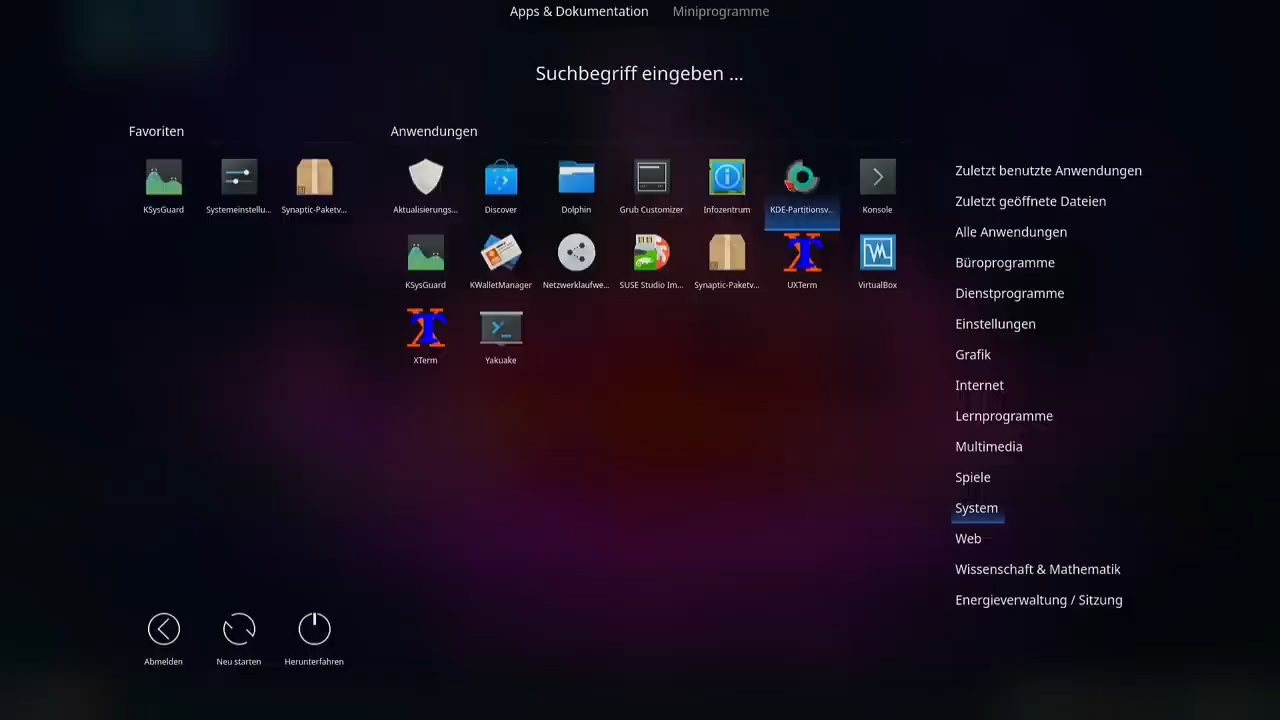 Apps & Dokumentation Miniprogramme
Suchbegriff eingeben ...
Favoriten Anwendungen
KSysGuard Systemeinstellu... Synaptic-Paketv... Aktualisierungs... Discover Dolphin Grub Customizer Infozentrum KDE-Partitionsv... Konsole
KSysGuard KWalletManager Netzwerklaufwe... SUSE Studio Im... Synaptic-Paketv... UXTerm VirtualBox
XTerm Yakuake
Zuletzt benutzte Anwendungen
Zuletzt geöffnete Dateien
Alle Anwendungen
Büroprogramme
Dienstprogramme
Einstellungen
Grafik
Internet
Lernprogramme
Multimedia
Spiele
System
Web
Wissenschaft & Mathematik
Energieverwaltung / Sitzung
Abmelden Neu starten Herunterfahren